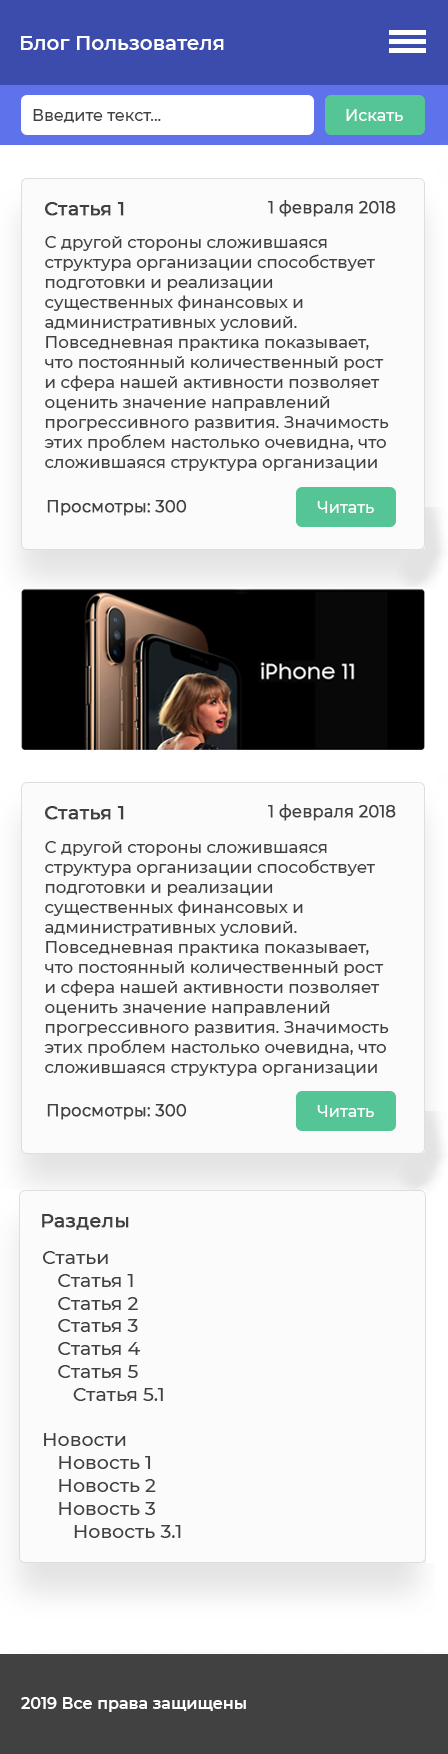 Блог Пользователя
Введите текст...
Искать
Статья 1
1 февраля 2018
С другой стороны сложившаяся
структура организации способствует
подготовки и реализации
существенных финансовых и
административных условий.
Повседневная практика показывает,
что постоянный количественный рост
и сфера нашей активности позволяет
оценить значение направлений
прогрессивного развития. Значимость
этих проблем настолько очевидна, что
сложившаяся структура организации
Просмотры: 300
Читать
iPhone 11
Статья 1
1 февраля 2018
С другой стороны сложившаяся
структура организации способствует
подготовки и реализации
существенных финансовых и
административных условий.
Повседневная практика показывает,
что постоянный количественный рост
и сфера нашей активности позволяет
оценить значение направлений
прогрессивного развития. Значимость
этих проблем настолько очевидна, что
сложившаяся структура организации
Просмотры: 300
Читать
Разделы
Статьи
Статья 1
Статья 2
Статья 3
Статья 4
Статья 5
Статья 5.1
Новости
Новость 1
Новость 2
Новость 3
Новость 3.1
2019 Все права защищены